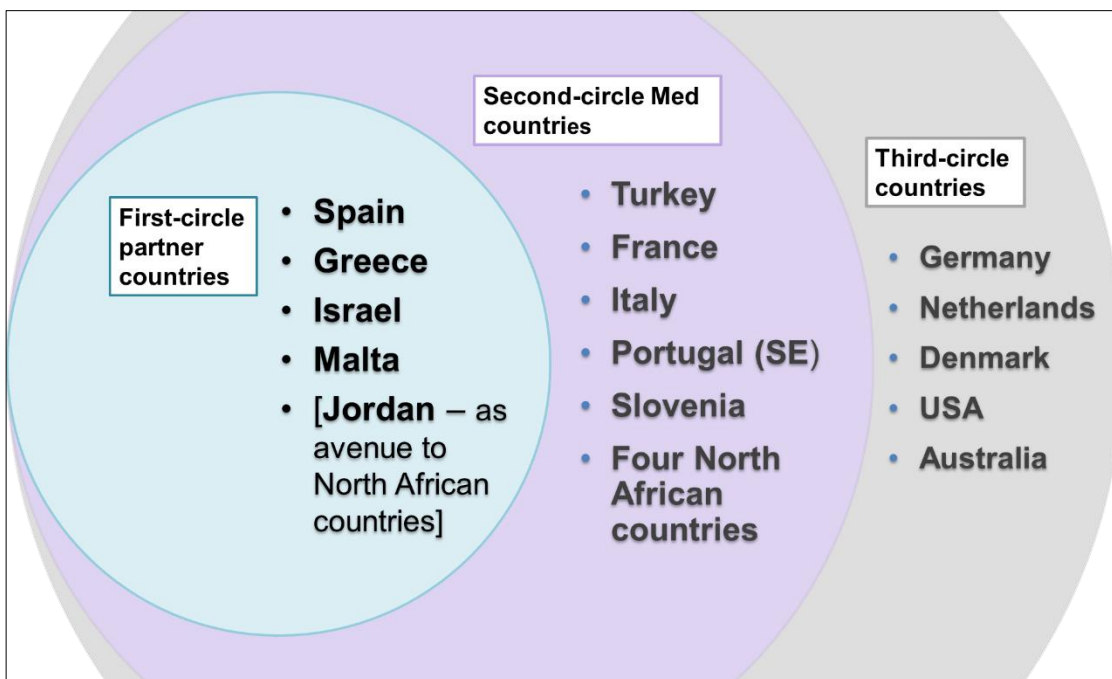 First-circle
partner
countries
• Spain
• Greece
• Israel
• Malta
• [Jordan – as
avenue to
North African
countries]
Second-circle Med
countries
• Turkey
• France
• Italy
• Portugal (SE)
• Slovenia
• Four North
African
countries
Third-circle
countries
• Germany
• Netherlands
• Denmark
• USA
• Australia